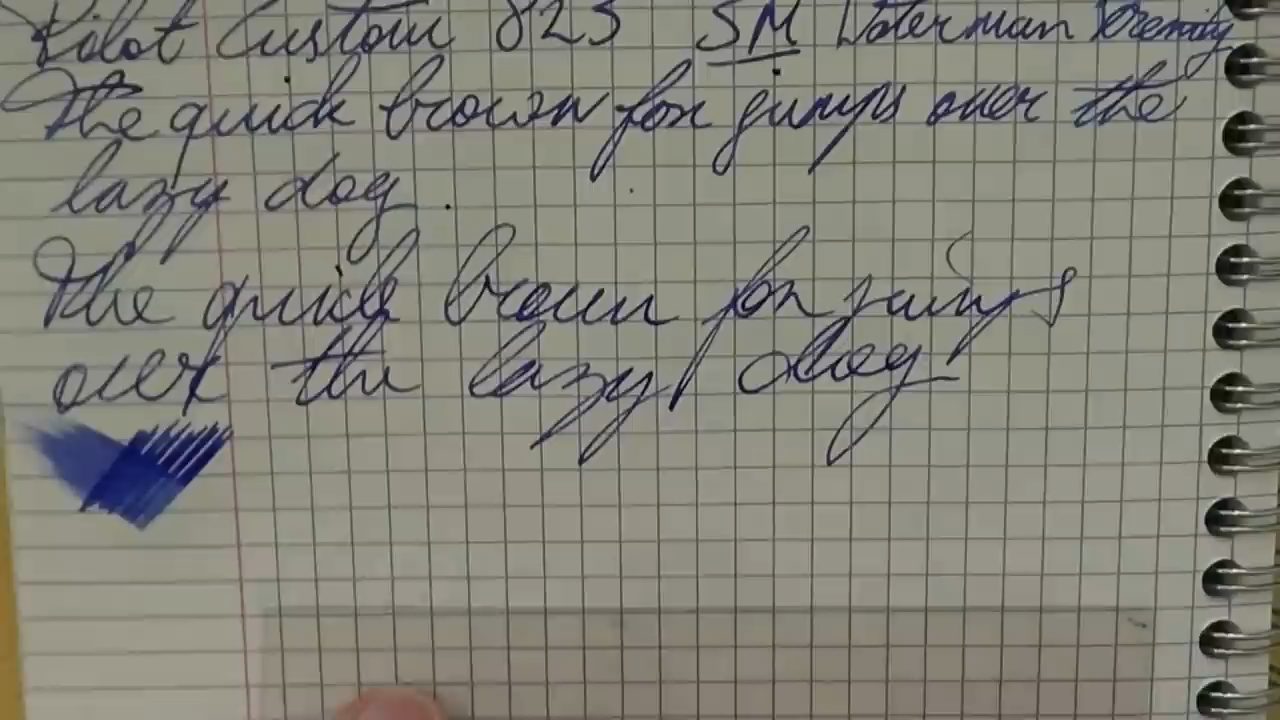 Pilot Custom 823 SM Waterman Serenity
The quick brown fox jumps over the
lazy dog.
The quick brown fox jumps
over the lazy dog